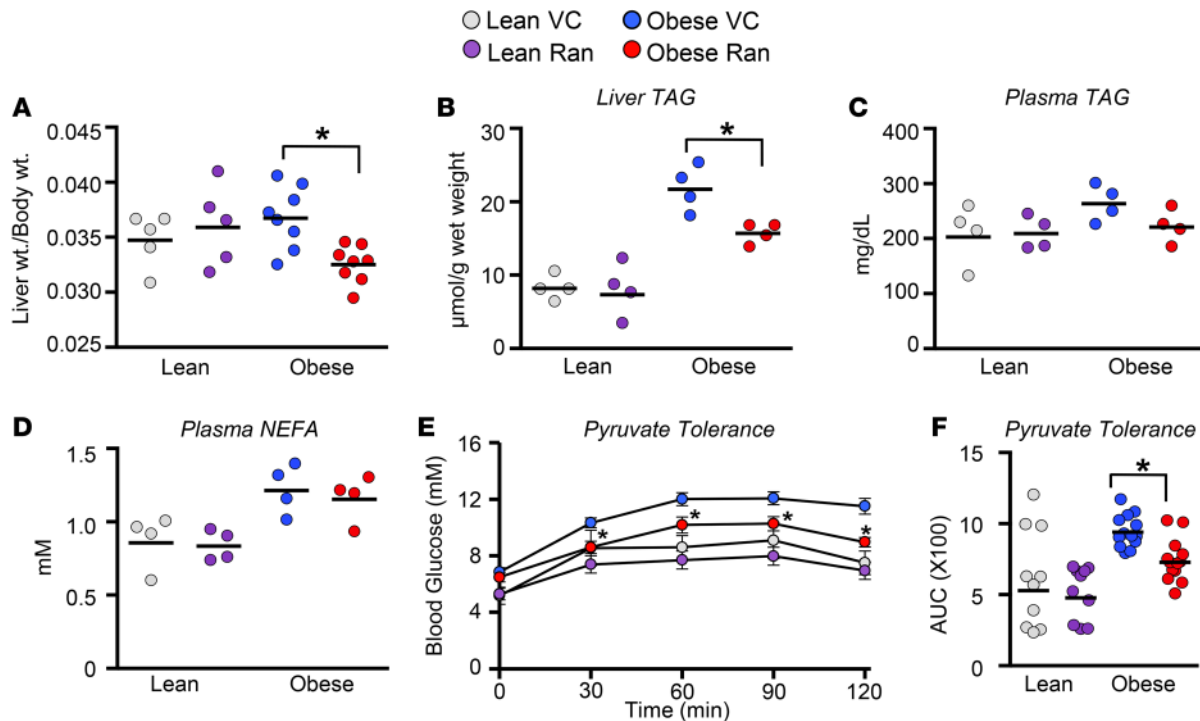 Lean VC Obese VC
Lean Ran Obese Ran
A
0.045
0.040
0.035
0.030
0.025
Liver wt./Body wt.
*
Lean Obese
B
Liver TAG
30
20
10
0
µmol/g wet weight
*
Lean Obese
C
Plasma TAG
400
300
200
100
0
mg/dL
Lean Obese
D
Plasma NEFA
1.5
1.0
1.5
0
mM
Lean Obese
E
Pyruvate Tolerance
16
12
8
4
0
Blood Glucose (mM)
* * * *
0 30 60 90 120
Time (min)
F
Pyruvate Tolerance
15
10
5
0
AUC (X100)
*
Lean Obese